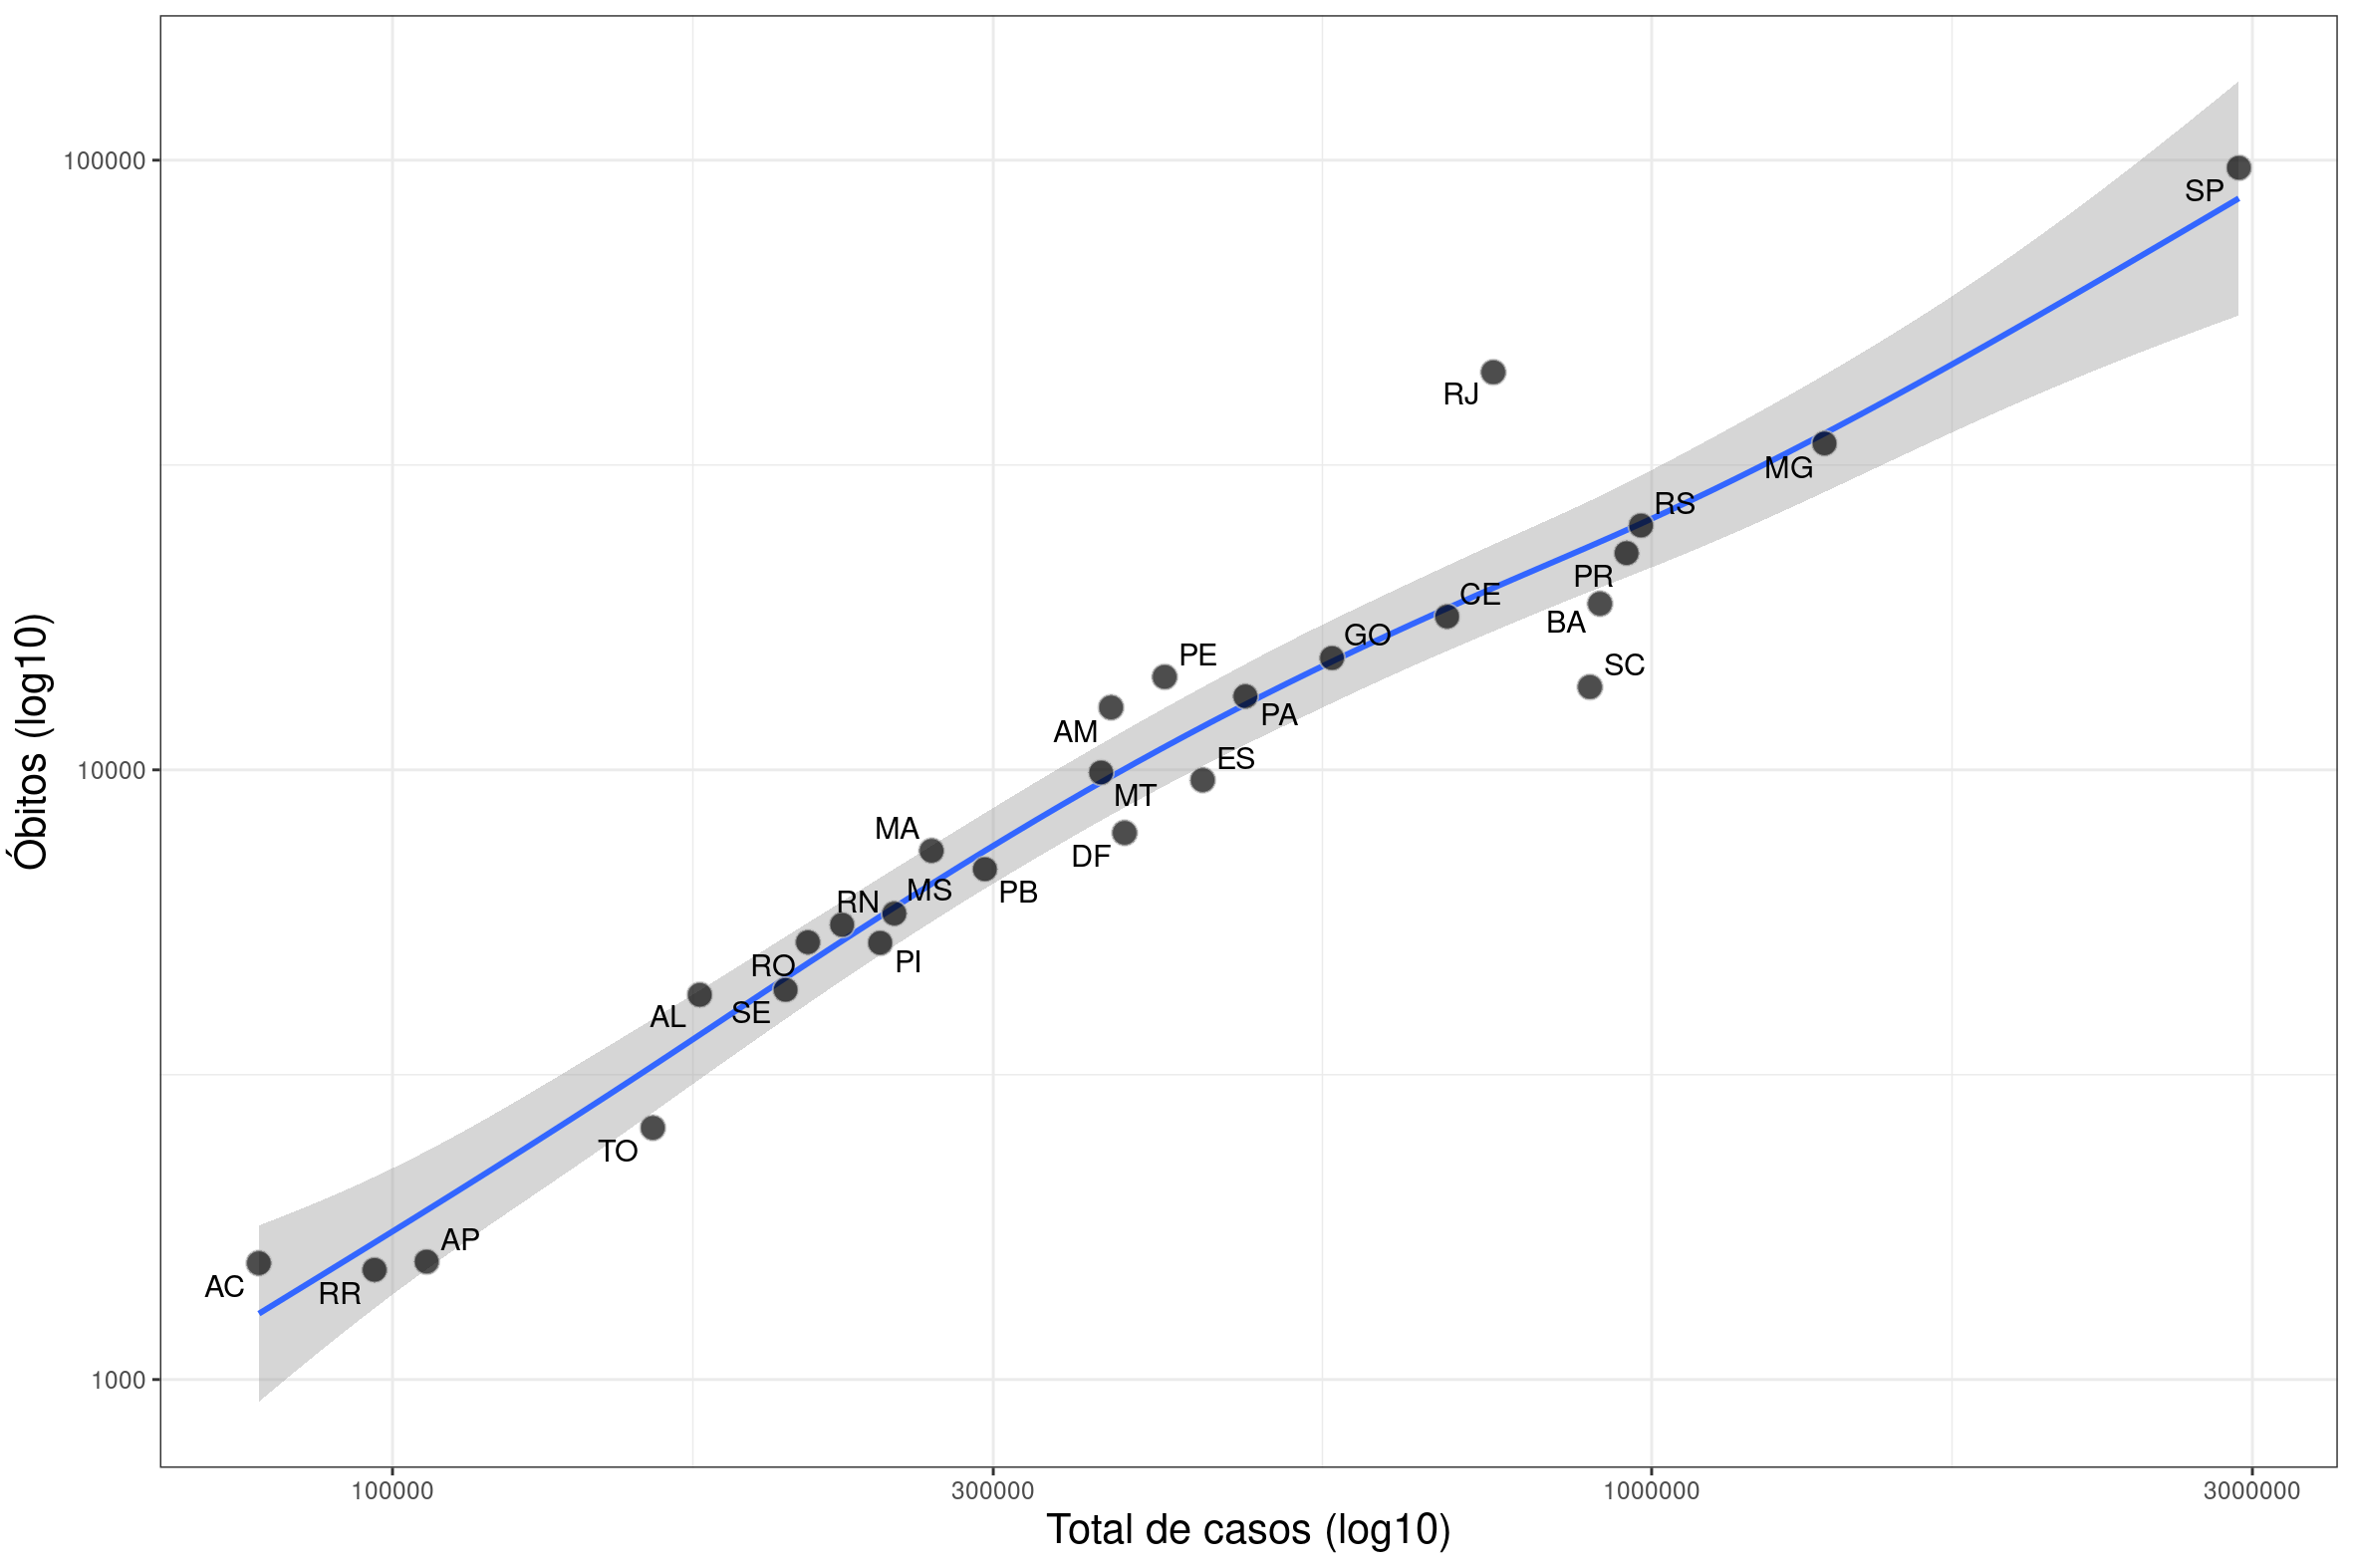 Óbitos (log10)
100000
10000
1000
SP
RJ
MG
RS
PR
CE
BA
GO
PE
SC
AM
PA
ES
MT
MA
DF
MS
PB
RN
PI
RO
AL
SE
TO
AP
AC
RR
100000
300000
1000000
3000000
Total de casos (log10)